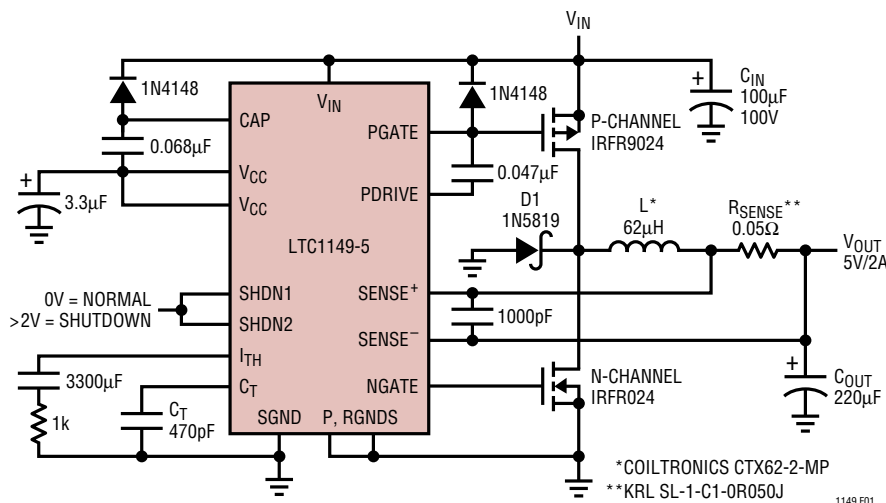 V_IN
1N4148
1N4148
C_IN
100µF
100V
V_IN
CAP
PGATE
P-CHANNEL
IRFR9024
0.068µF
0.047µF
V_CC
PDRIVE
3.3µF
V_CC
D1
1N5819
L*
62µH
R_SENSE**
0.05Ω
V_OUT
5V/2A
LTC1149-5
0V = NORMAL
>2V = SHUTDOWN
SHDN1
SHDN2
SENSE+
1000pF
SENSE−
I_TH
3300µF
C_T
NGATE
N-CHANNEL
IRFR024
C_OUT
220µF
1k
C_T
470pF
SGND
P, RGNDS
*COILTRONICS CTX62-2-MP
**KRL SL-1-C1-0R050J
1149 F01